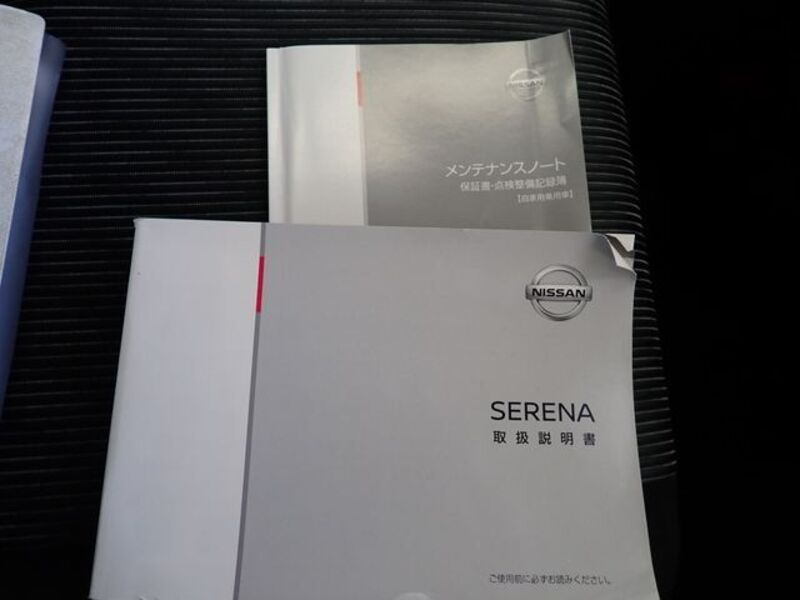 NISSAN
メンテナンスノート
保証書・点検整備記録簿
【自家用乗用車】
NISSAN
SERENA
取扱説明書
ご使用前に必ずお読みください。